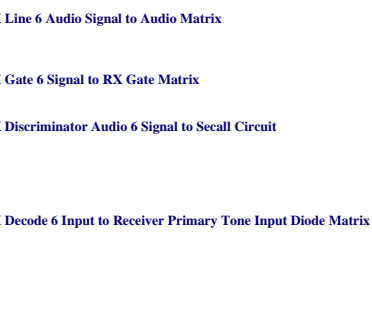 Line 6 Audio Signal to Audio Matrix
Gate 6 Signal to RX Gate Matrix
Discriminator Audio 6 Signal to Secall Circuit
Decode 6 Input to Receiver Primary Tone Input Diode Matrix